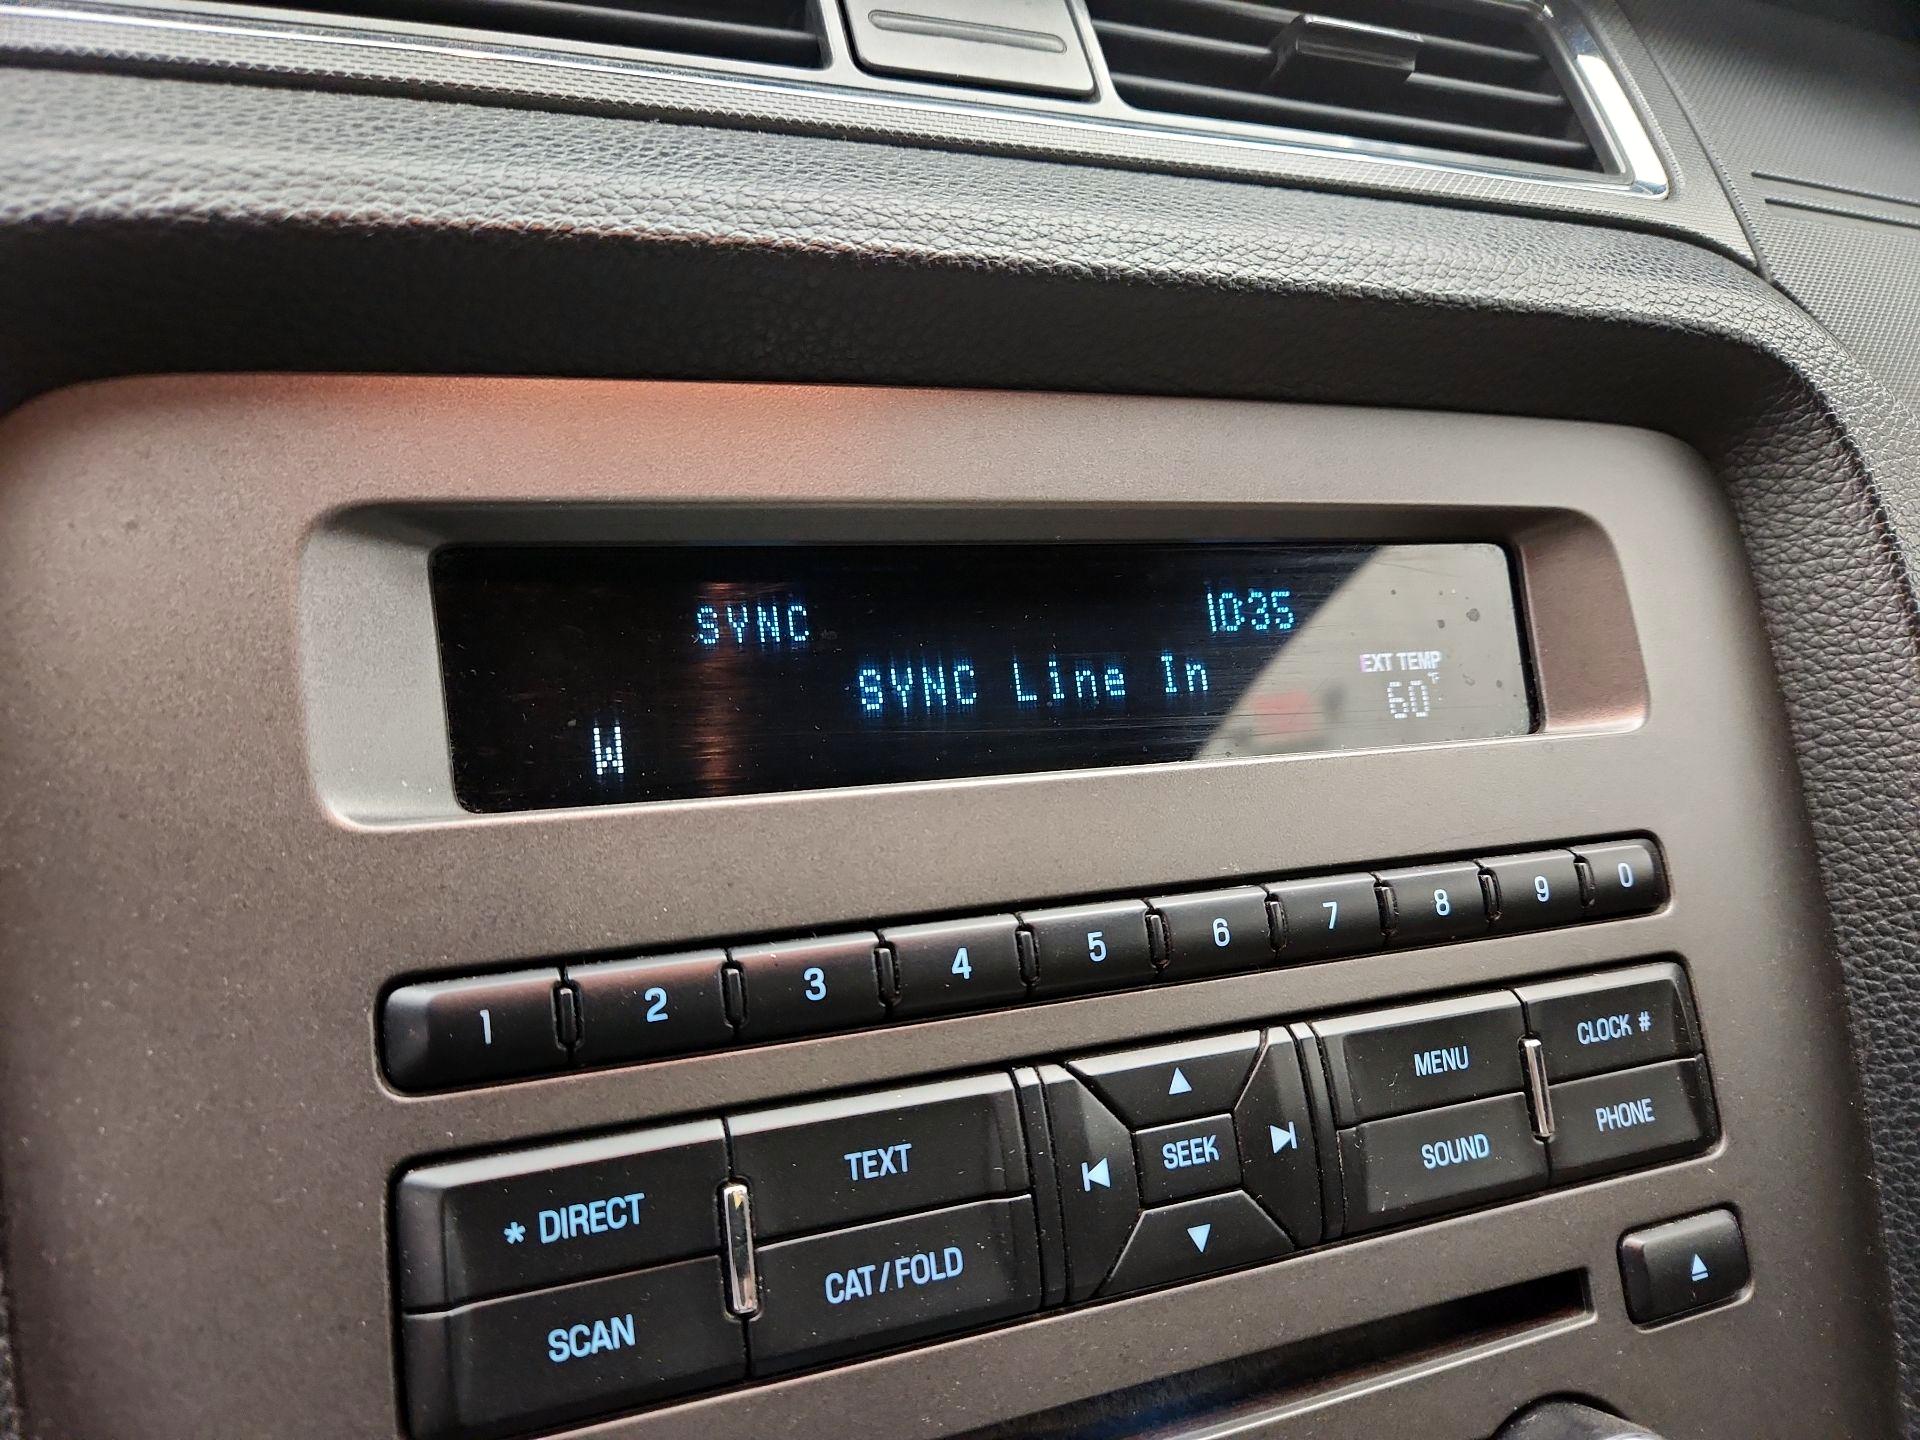 SYNC 10:35
SYNC Line In
EXT TEMP
60°F
W
1 2 3 4 5 6 7 8 9 0
* DIRECT TEXT SEEK MENU CLOCK #
SCAN CAT/FOLD SOUND PHONE